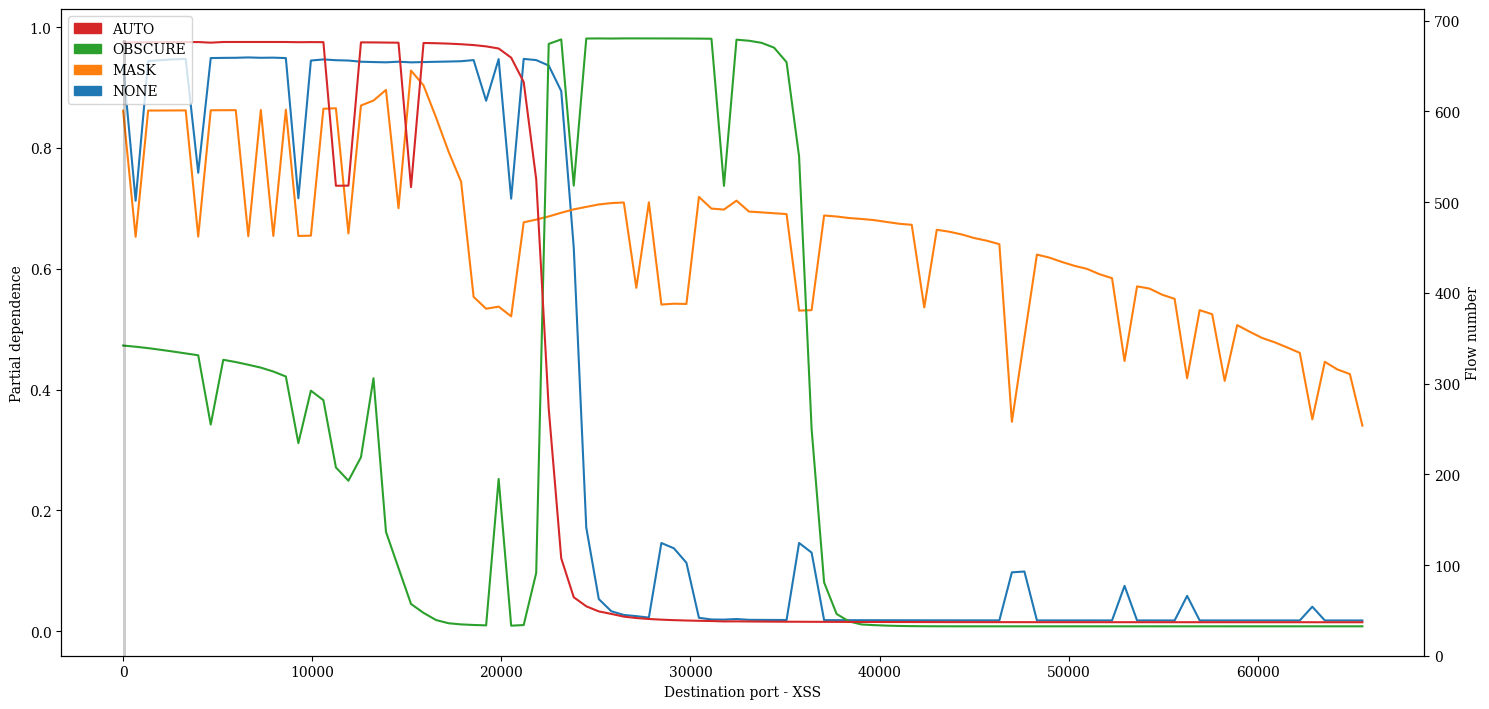 AUTO
OBSCURE
MASK
NONE
1.0
0.8
0.6
0.4
0.2
0.0
Partial dependence
700
600
500
400
300
200
100
0
Flow number
0 10000 20000 30000 40000 50000 60000
Destination port - XSS